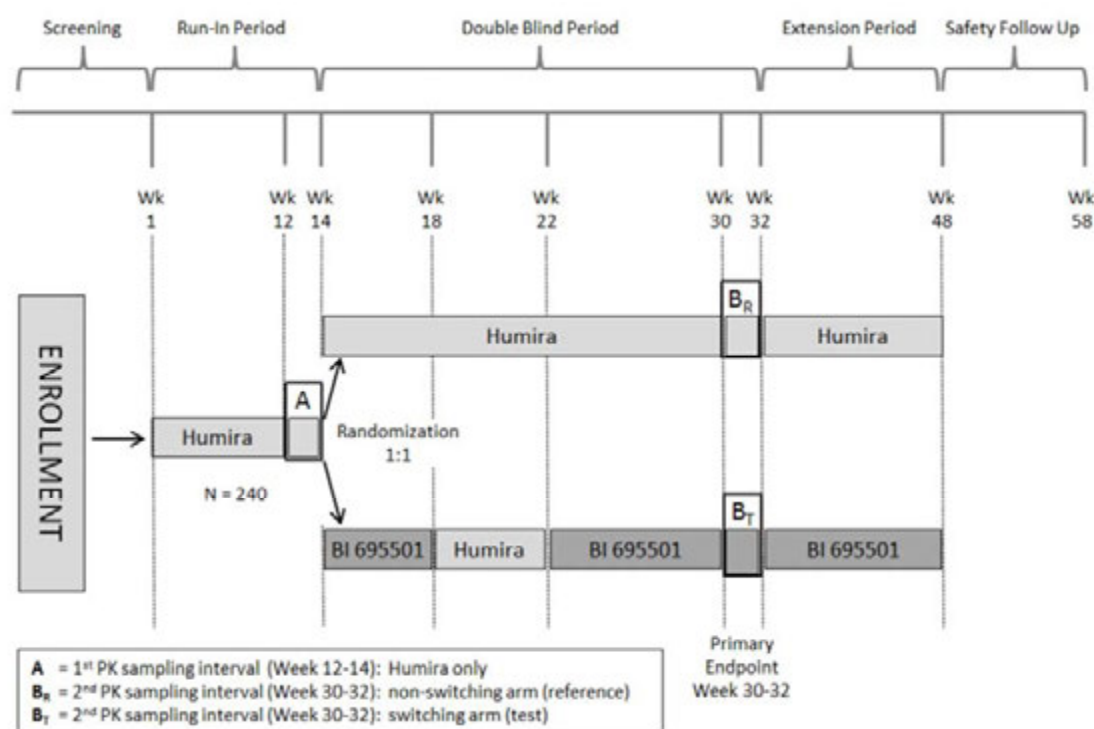 Screening Run-In Period Double Blind Period Extension Period Safety Follow Up
Wk Wk Wk Wk Wk Wk Wk Wk Wk
1 12 14 18 22 30 32 48 58
ENROLLMENT
B_R
Humira Humira
A
Humira
Randomization
1:1
N = 240
B_T
BI 695501 Humira BI 695501 BI 695501
Primary
Endpoint
Week 30-32
A = 1st PK sampling interval (Week 12-14): Humira only
B_R = 2nd PK sampling interval (Week 30-32): non-switching arm (reference)
B_T = 2nd PK sampling interval (Week 30-32): switching arm (test)